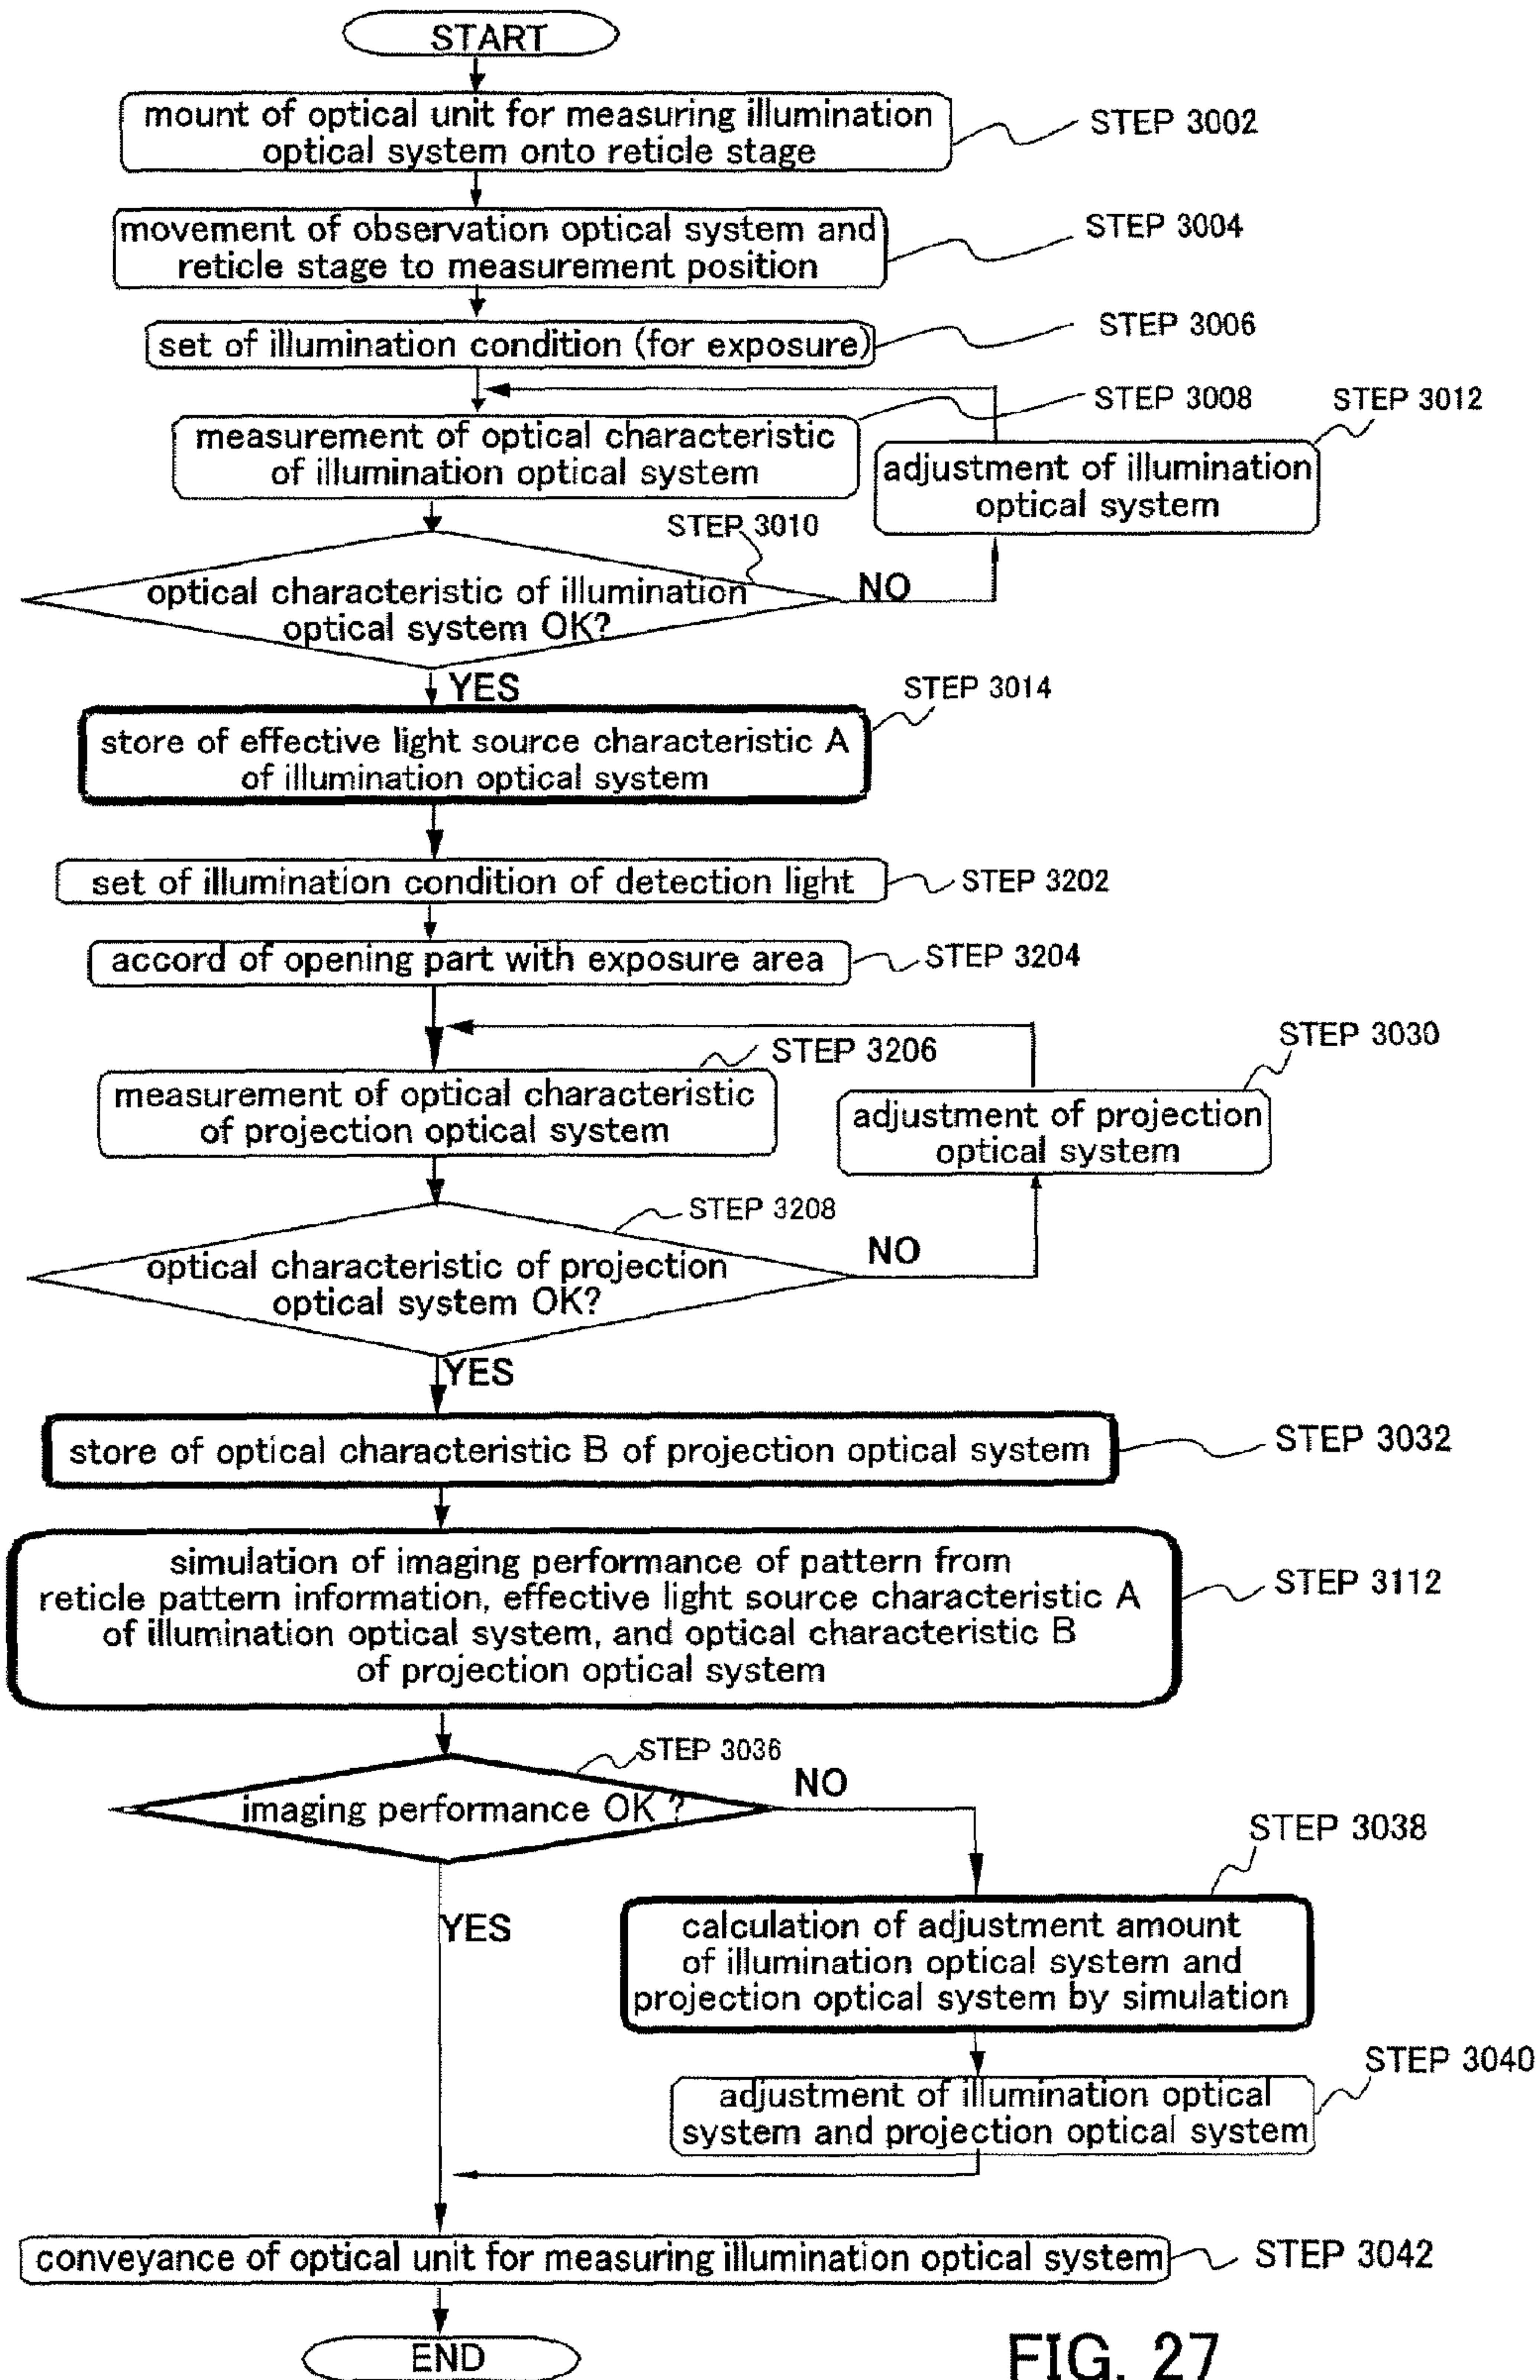 START
mount of optical unit for measuring illumination
optical system onto reticle stage
STEP 3002
movement of observation optical system and
reticle stage to measurement position
STEP 3004
set of illumination condition (for exposure)
STEP 3006
measurement of optical characteristic
of illumination optical system
STEP 3008
STEP 3012
adjustment of illumination
optical system
STEP 3010
optical characteristic of illumination
optical system OK?
NO
YES
STEP 3014
store of effective light source characteristic A
of illumination optical system
set of illumination condition of detection light
STEP 3202
accord of opening part with exposure area
STEP 3204
STEP 3206
measurement of optical characteristic
of projection optical system
STEP 3030
adjustment of projection
optical system
STEP 3208
optical characteristic of projection
optical system OK?
NO
YES
store of optical characteristic B of projection optical system
STEP 3032
simulation of imaging performance of pattern from
reticle pattern information, effective light source characteristic A
of illumination optical system, and optical characteristic B
of projection optical system
STEP 3112
STEP 3036
imaging performance OK ?
NO
YES
STEP 3038
calculation of adjustment amount
of illumination optical system and
projection optical system by simulation
STEP 3040
adjustment of illumination optical
system and projection optical system
conveyance of optical unit for measuring illumination optical system
STEP 3042
END
FIG. 27